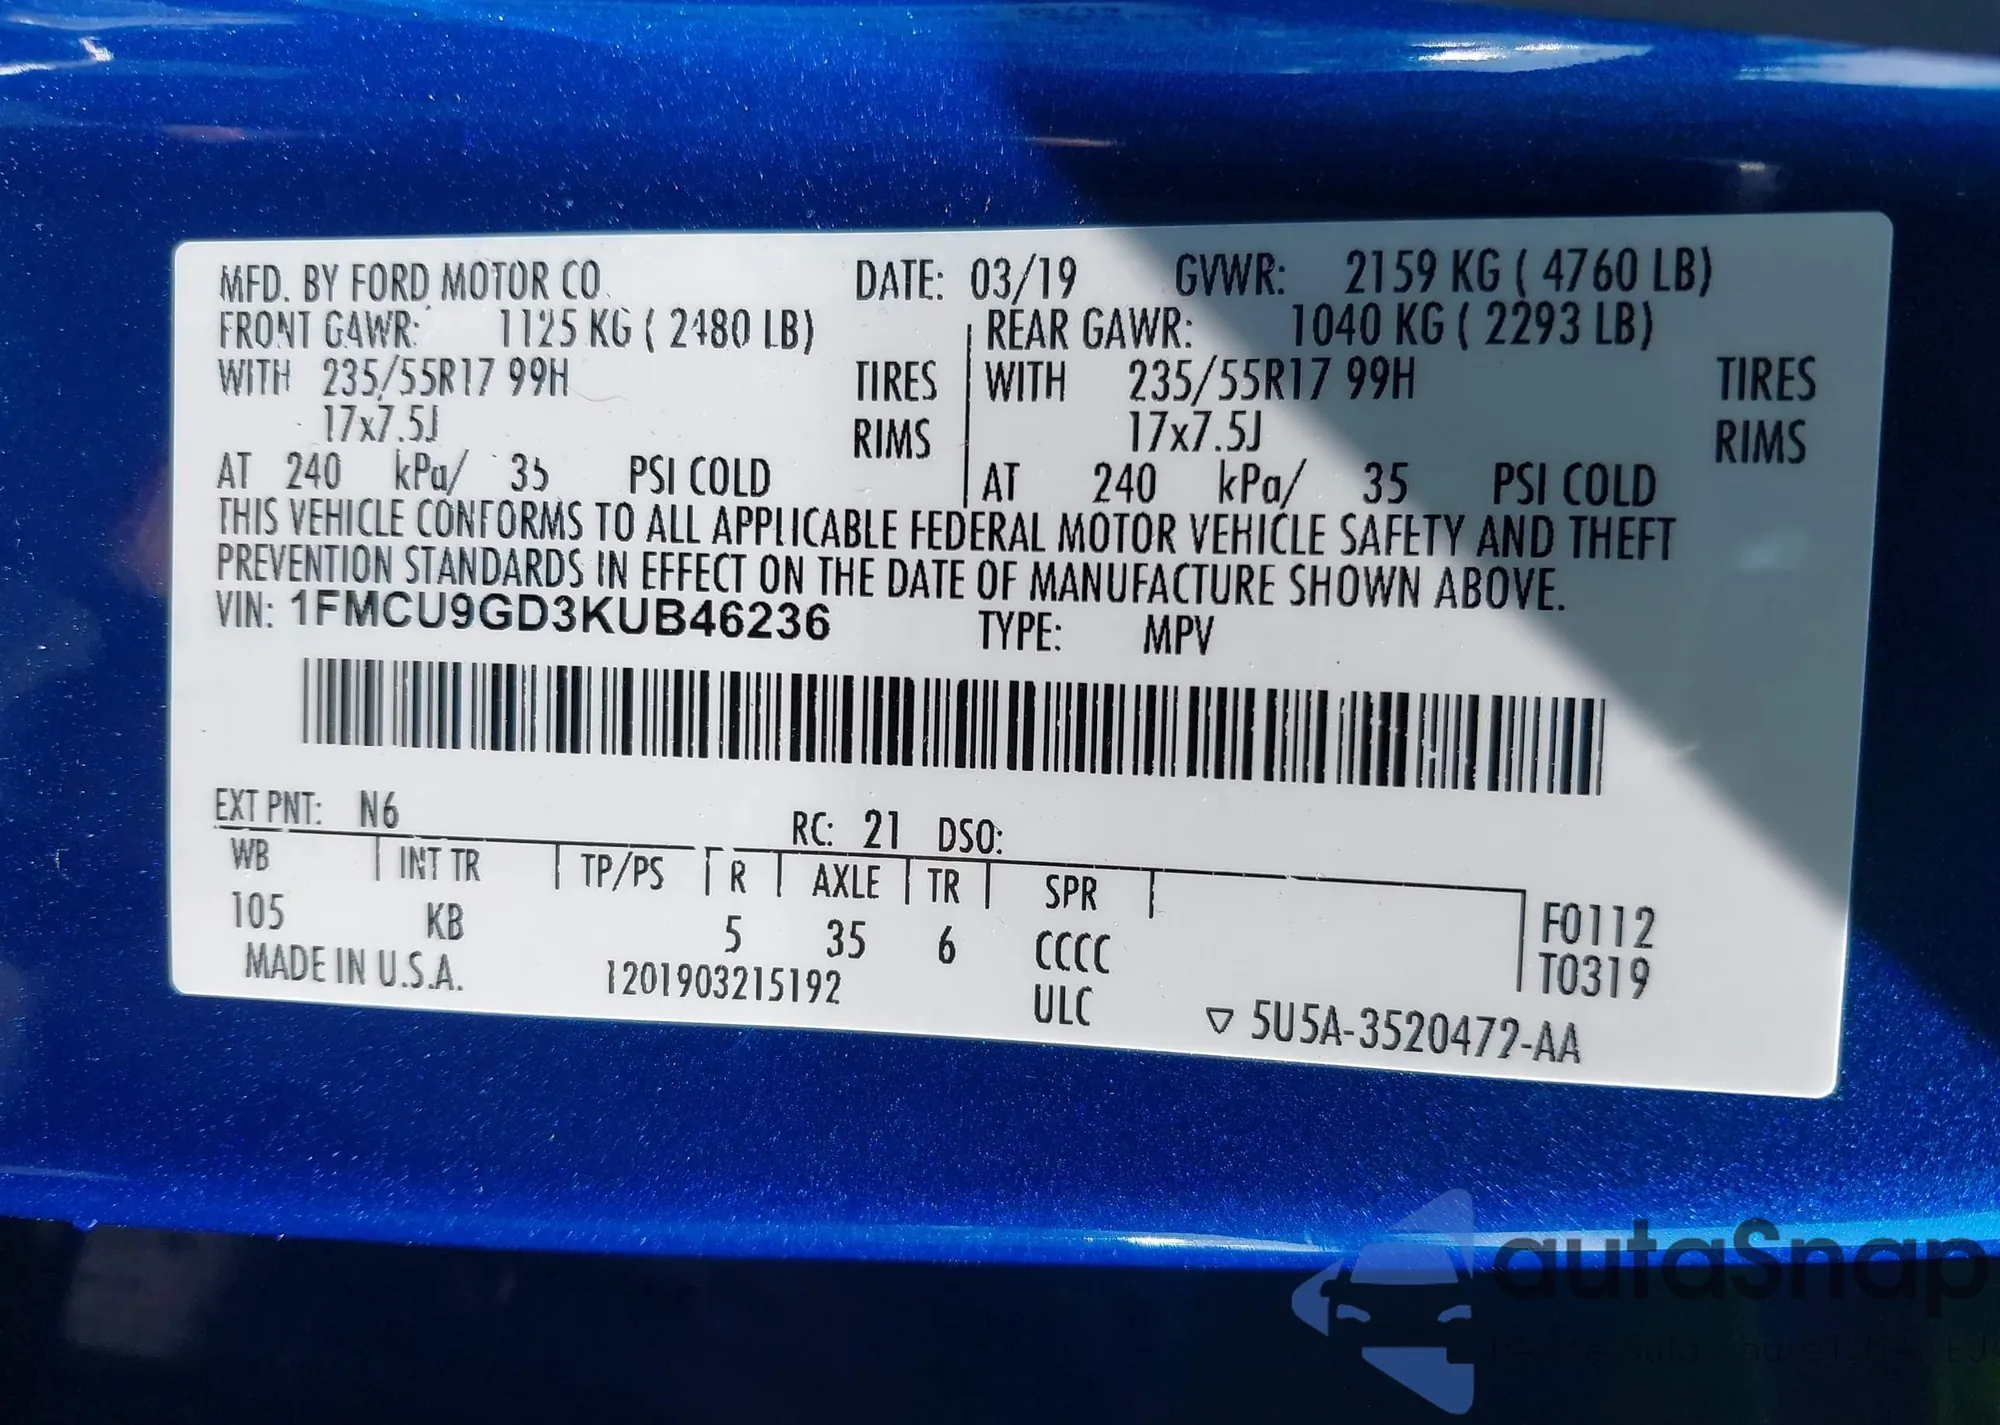 MFD. BY FORD MOTOR CO. DATE: 03/19 GVWR: 2159 KG ( 4760 LB)
FRONT GAWR: 1125 KG ( 2480 LB) REAR GAWR: 1040 KG ( 2293 LB)
WITH 235/55R17 99H TIRES WITH 235/55R17 99H TIRES
17x7.5J RIMS 17x7.5J RIMS
AT 240 kPa/ 35 PSI COLD AT 240 kPa/ 35 PSI COLD
THIS VEHICLE CONFORMS TO ALL APPLICABLE FEDERAL MOTOR VEHICLE SAFETY AND THEFT
PREVENTION STANDARDS IN EFFECT ON THE DATE OF MANUFACTURE SHOWN ABOVE.
VIN: 1FMCU9GD3KUB46236 TYPE: MPV
EXT PNT: N6 RC: 21 DSO:
WB INT TR TP/PS R AXLE TR SPR
105 KB 5 35 6 CCCC F0112
MADE IN U.S.A. 1201903215192 ULC T0319
5U5A-3520472-AA
autaSnap